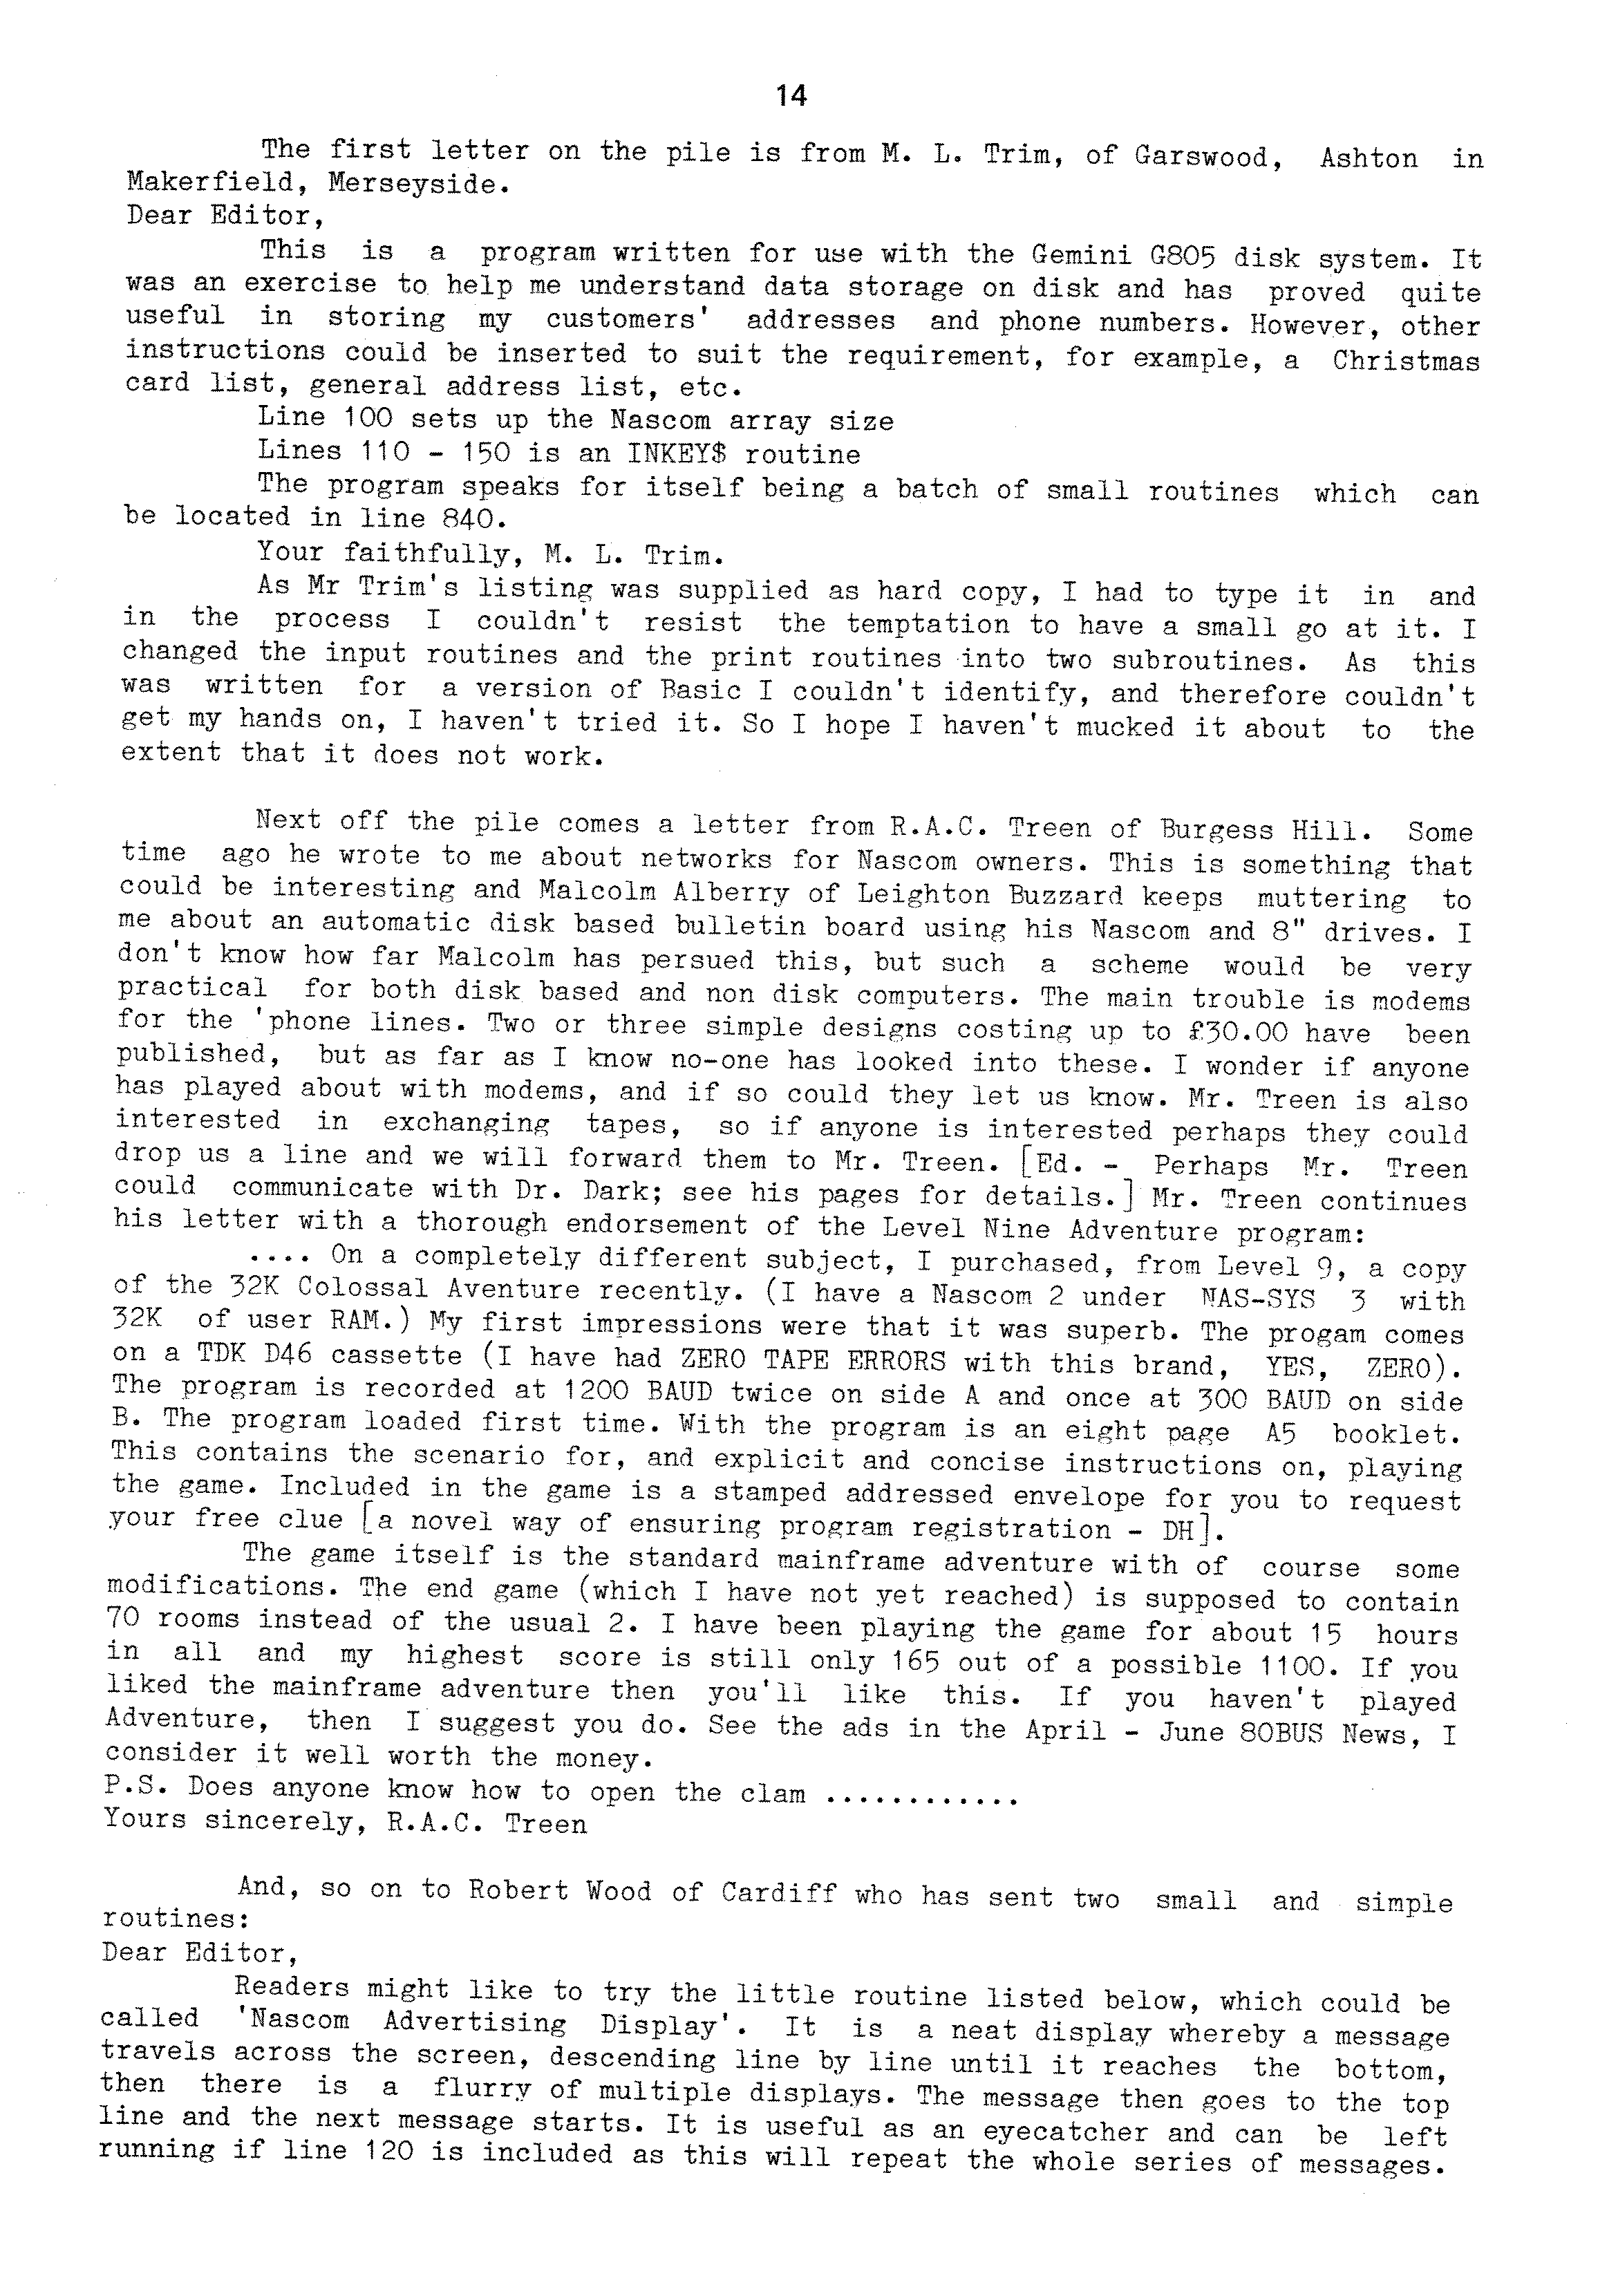 14
The first letter on the pile is from M. L. Trim, of Garswood, Ashton in
Makerfield, Merseyside.
Dear Editor,
This is a program written for use with the Gemini G805 disk system. It
was an exercise to help me understand data storage on disk and has proved quite
useful in storing my customers' addresses and phone numbers. However, other
instructions could be inserted to suit the requirement, for example, a Christmas
card list, general address list, etc.
Line 100 sets up the Nascom array size
Lines 110 - 150 is an INKEY$ routine
The program speaks for itself being a batch of small routines which can
be located in line 840.
Your faithfully, M. L. Trim.
As Mr Trim's listing was supplied as hard copy, I had to type it in and
in the process I couldn't resist the temptation to have a small go at it. I
changed the input routines and the print routines into two subroutines. As this
was written for a version of Basic I couldn't identify, and therefore couldn't
get my hands on, I haven't tried it. So I hope I haven't mucked it about to the
extent that it does not work.
Next off the pile comes a letter from R.A.C. Treen of Burgess Hill. Some
time ago he wrote to me about networks for Nascom owners. This is something that
could be interesting and Malcolm Alberry of Leighton Buzzard keeps muttering to
me about an automatic disk based bulletin board using his Nascom and 8" drives. I
don't know how far Malcolm has persued this, but such a scheme would be very
practical for both disk based and non disk computers. The main trouble is modems
for the 'phone lines. Two or three simple designs costing up to £30.00 have been
published, but as far as I know no-one has looked into these. I wonder if anyone
has played about with modems, and if so could they let us know. Mr. Treen is also
interested in exchanging tapes, so if anyone is interested perhaps they could
drop us a line and we will forward them to Mr. Treen. [Ed. - Perhaps Mr. Treen
could communicate with Dr. Dark; see his pages for details.] Mr. Treen continues
his letter with a thorough endorsement of the Level Nine Adventure program:
.... On a completely different subject, I purchased, from Level 9, a copy
of the 32K Colossal Aventure recently. (I have a Nascom 2 under NAS-SYS 3 with
32K of user RAM.) My first impressions were that it was superb. The progam comes
on a TDK D46 cassette (I have had ZERO TAPE ERRORS with this brand, YES, ZERO).
The program is recorded at 1200 BAUD twice on side A and once at 300 BAUD on side
B. The program loaded first time. With the program is an eight page A5 booklet.
This contains the scenario for, and explicit and concise instructions on, playing
the game. Included in the game is a stamped addressed envelope for you to request
your free clue [a novel way of ensuring program registration - DH].
The game itself is the standard mainframe adventure with of course some
modifications. The end game (which I have not yet reached) is supposed to contain
70 rooms instead of the usual 2. I have been playing the game for about 15 hours
in all and my highest score is still only 165 out of a possible 1100. If you
liked the mainframe adventure then you'll like this. If you haven't played
Adventure, then I suggest you do. See the ads in the April - June 80BUS News, I
consider it well worth the money.
P.S. Does anyone know how to open the clam ............
Yours sincerely, R.A.C. Treen
And, so on to Robert Wood of Cardiff who has sent two small and simple
routines:
Dear Editor,
Readers might like to try the little routine listed below, which could be
called 'Nascom Advertising Display'. It is a neat display whereby a message
travels across the screen, descending line by line until it reaches the bottom,
then there is a flurry of multiple displays. The message then goes to the top
line and the next message starts. It is useful as an eyecatcher and can be left
running if line 120 is included as this will repeat the whole series of messages.